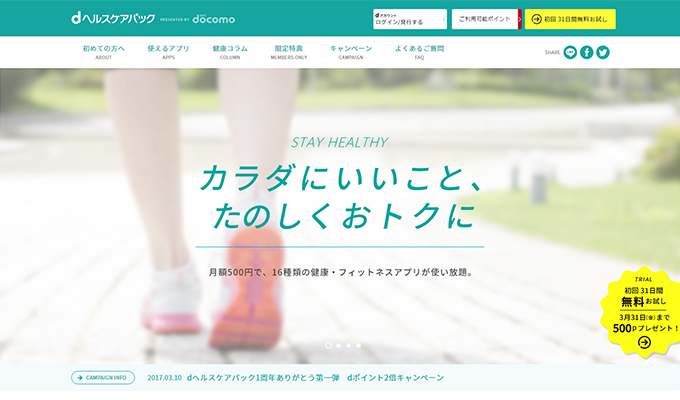 dヘルスケアパック PRESENTED BY docomo
dアカウント
ログイン/発行する
ご利用可能ポイント
初回 31日間無料お試し
初めての方へ
ABOUT
使えるアプリ
APPS
健康コラム
COLUMN
限定特典
MEMBERS ONLY
キャンペーン
CAMPAIGN
よくあるご質問
FAQ
SHARE
STAY HEALTHY
カラダにいいこと、
たのしくおトクに
月額500円で、16種類の健康・フィットネスアプリが使い放題。
TRIAL
初回 31日間
無料お試し
3月31日(金)まで
500pプレゼント!
CAMPAIGN INFO
2017.03.10 dヘルスケアパック1周年ありがとう第一弾 dポイント2倍キャンペーン